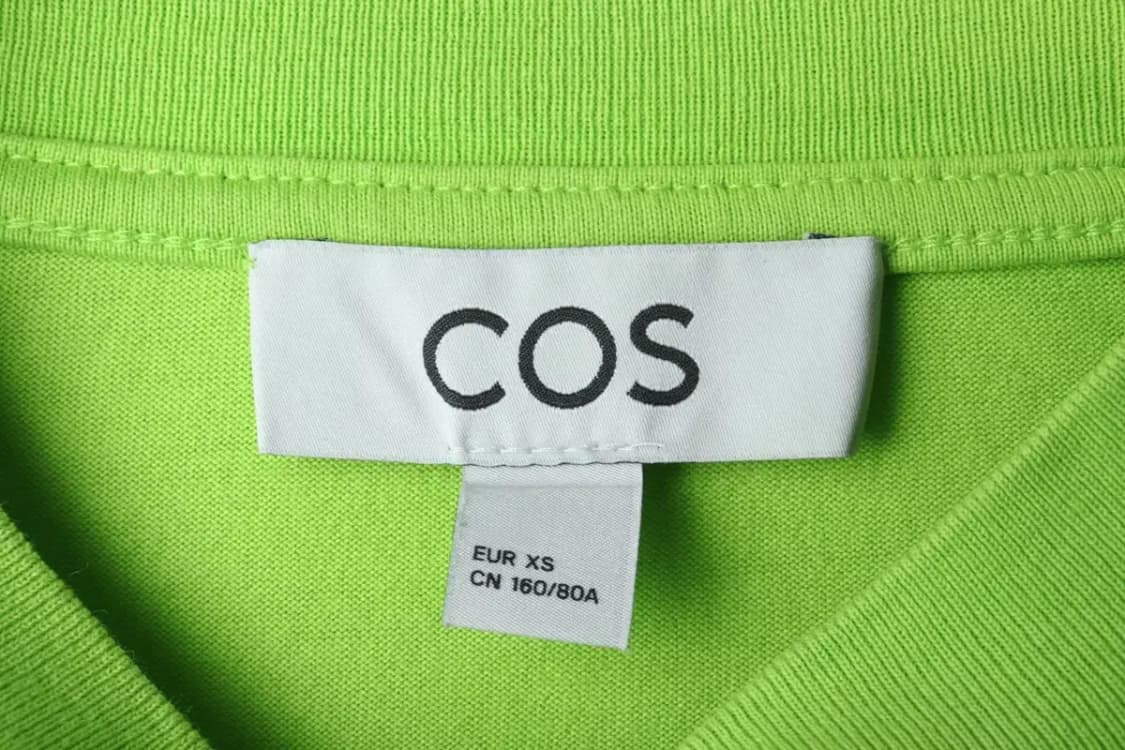 COS
EUR XS
CN 160/80A